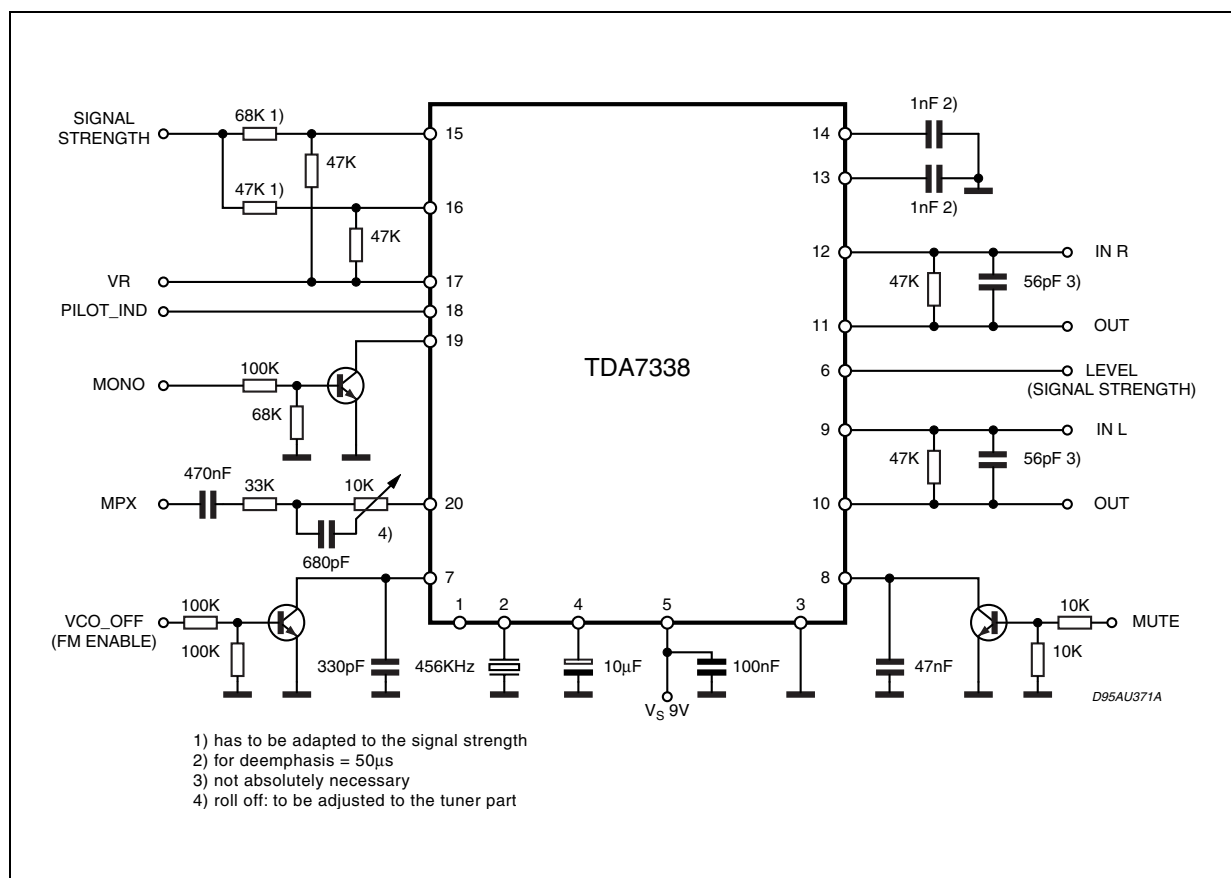 SIGNAL
STRENGTH
68K 1)
15
47K
47K 1)
16
47K
VR
17
PILOT_IND
18
19
MONO
100K
68K
470nF
MPX
33K
10K
20
4)
680pF
7
VCO_OFF
(FM ENABLE)
100K
100K
330pF
TDA7338
1nF 2)
14
13
1nF 2)
12
IN R
47K
56pF 3)
11
OUT
6
LEVEL
(SIGNAL STRENGTH)
9
IN L
47K
56pF 3)
10
OUT
8
10K
MUTE
10K
47nF
1
2
4
5
3
456KHz
10µF
100nF
VS 9V
D95AU371A
1) has to be adapted to the signal strength
2) for deemphasis = 50µs
3) not absolutely necessary
4) roll off: to be adjusted to the tuner part